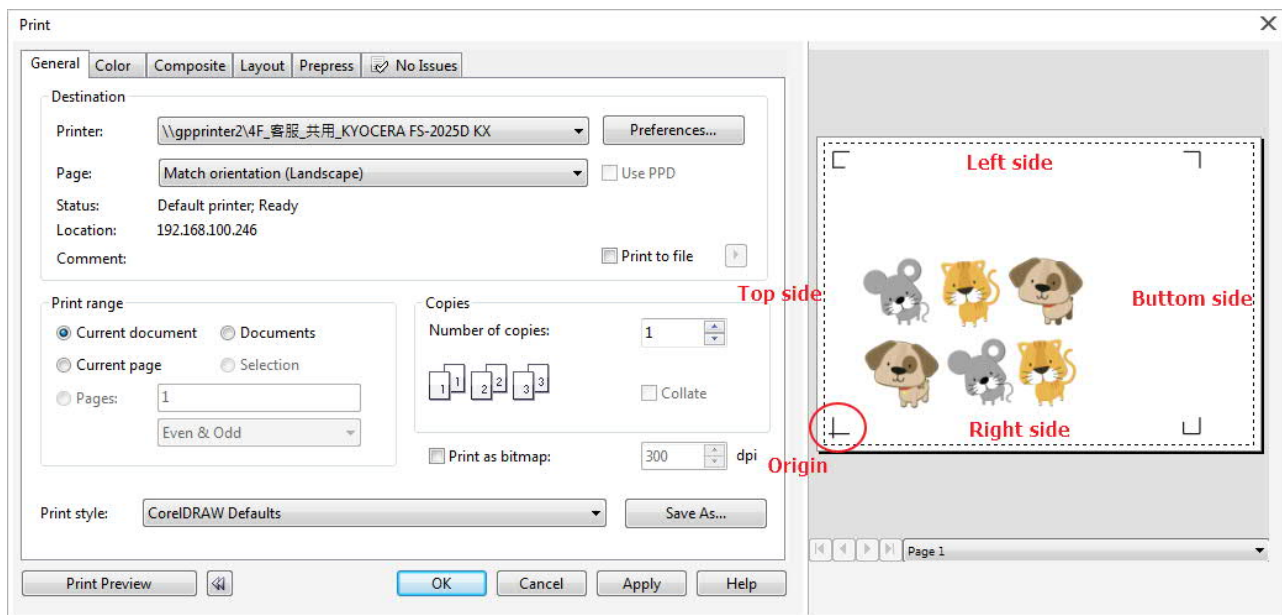 Print
General Color Composite Layout Prepress No Issues
Destination
Printer: \\gpprinter2\4F_客服_共用_KYOCERA FS-2025D KX Preferences...
Page: Match orientation (Landscape) Use PPD
Status: Default printer; Ready
Location: 192.168.100.246
Comment: Print to file
Print range
Current document Documents
Current page Selection
Pages: 1
Even & Odd
Copies
Number of copies: 1
1 1 2 2 3 3
Collate
Print as bitmap: 300 dpi
Print style: CorelDRAW Defaults Save As...
Print Preview OK Cancel Apply Help
Left side
Top side
Buttom side
Right side
Origin
Page 1